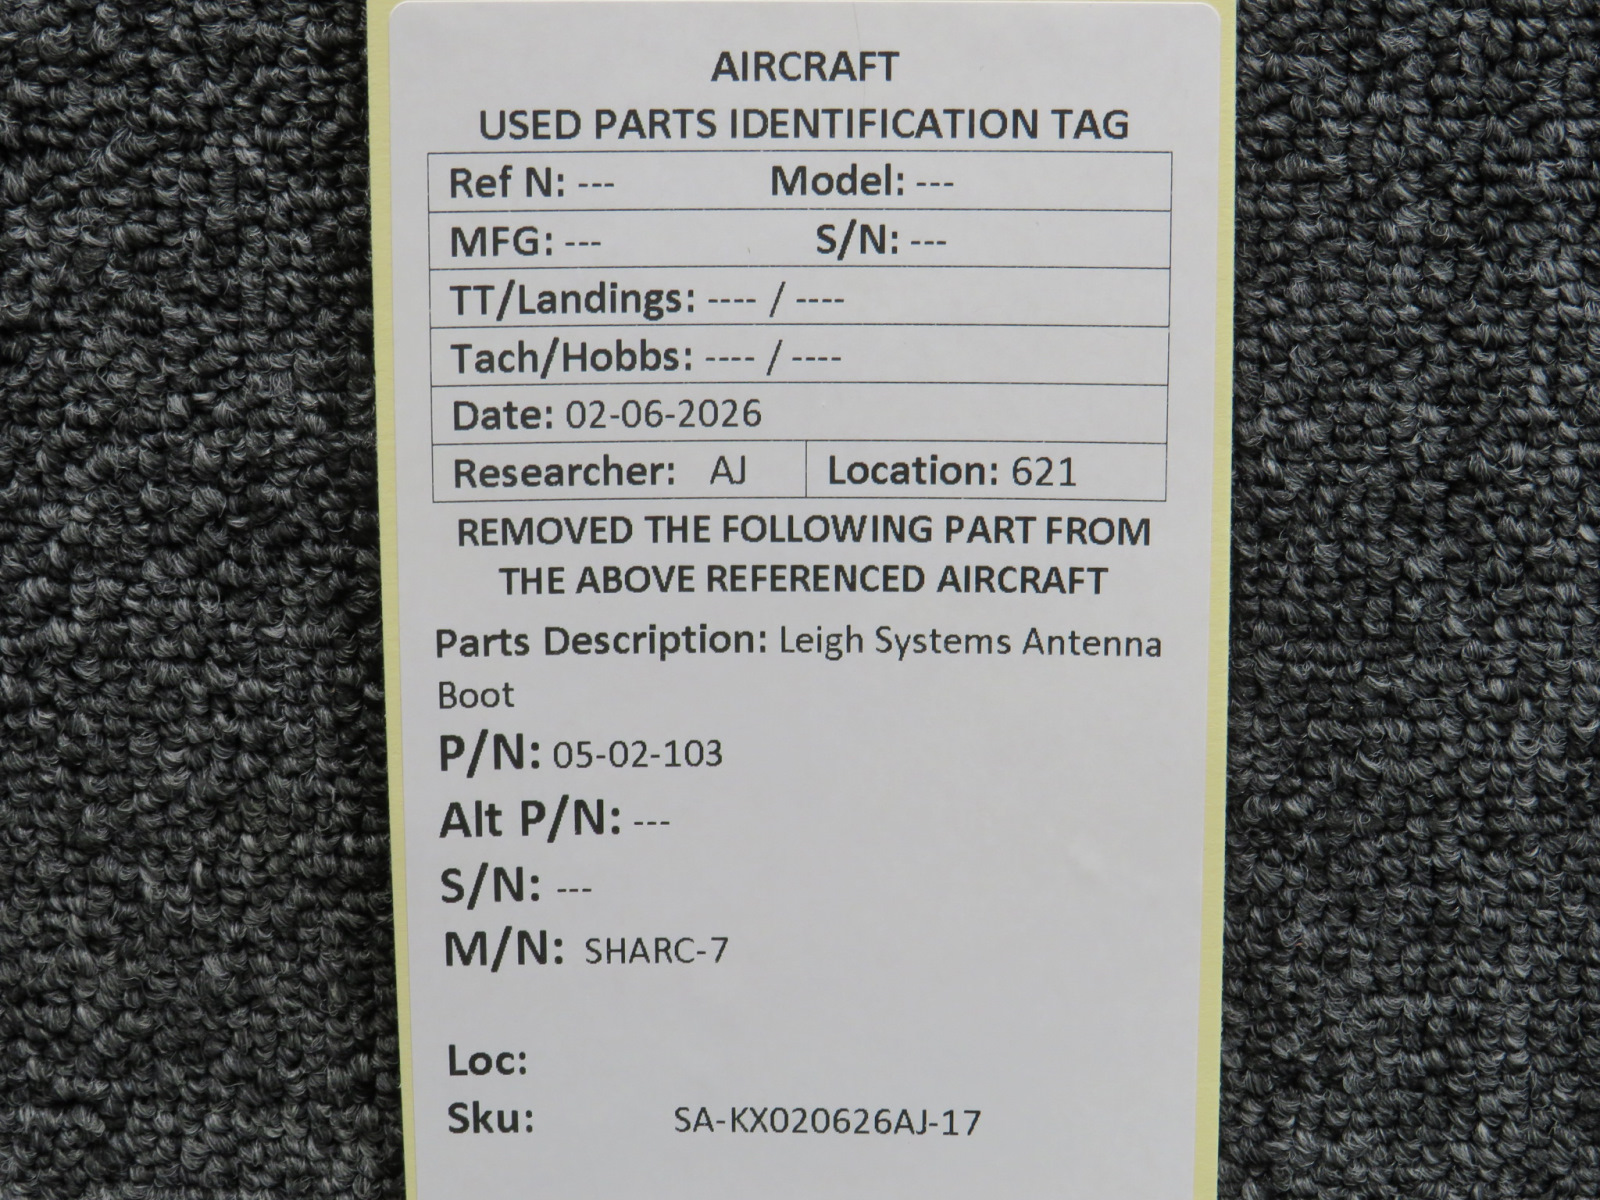 AIRCRAFT
USED PARTS IDENTIFICATION TAG
Ref N: --- Model: ---
MFG: --- S/N: ---
TT/Landings: ---- / ----
Tach/Hobbs: ---- / ----
Date: 02-06-2026
Researcher: AJ Location: 621
REMOVED THE FOLLOWING PART FROM
THE ABOVE REFERENCED AIRCRAFT
Parts Description: Leigh Systems Antenna
Boot
P/N: 05-02-103
Alt P/N: ---
S/N: ---
M/N: SHARC-7
Loc:
Sku: SA-KX020626AJ-17